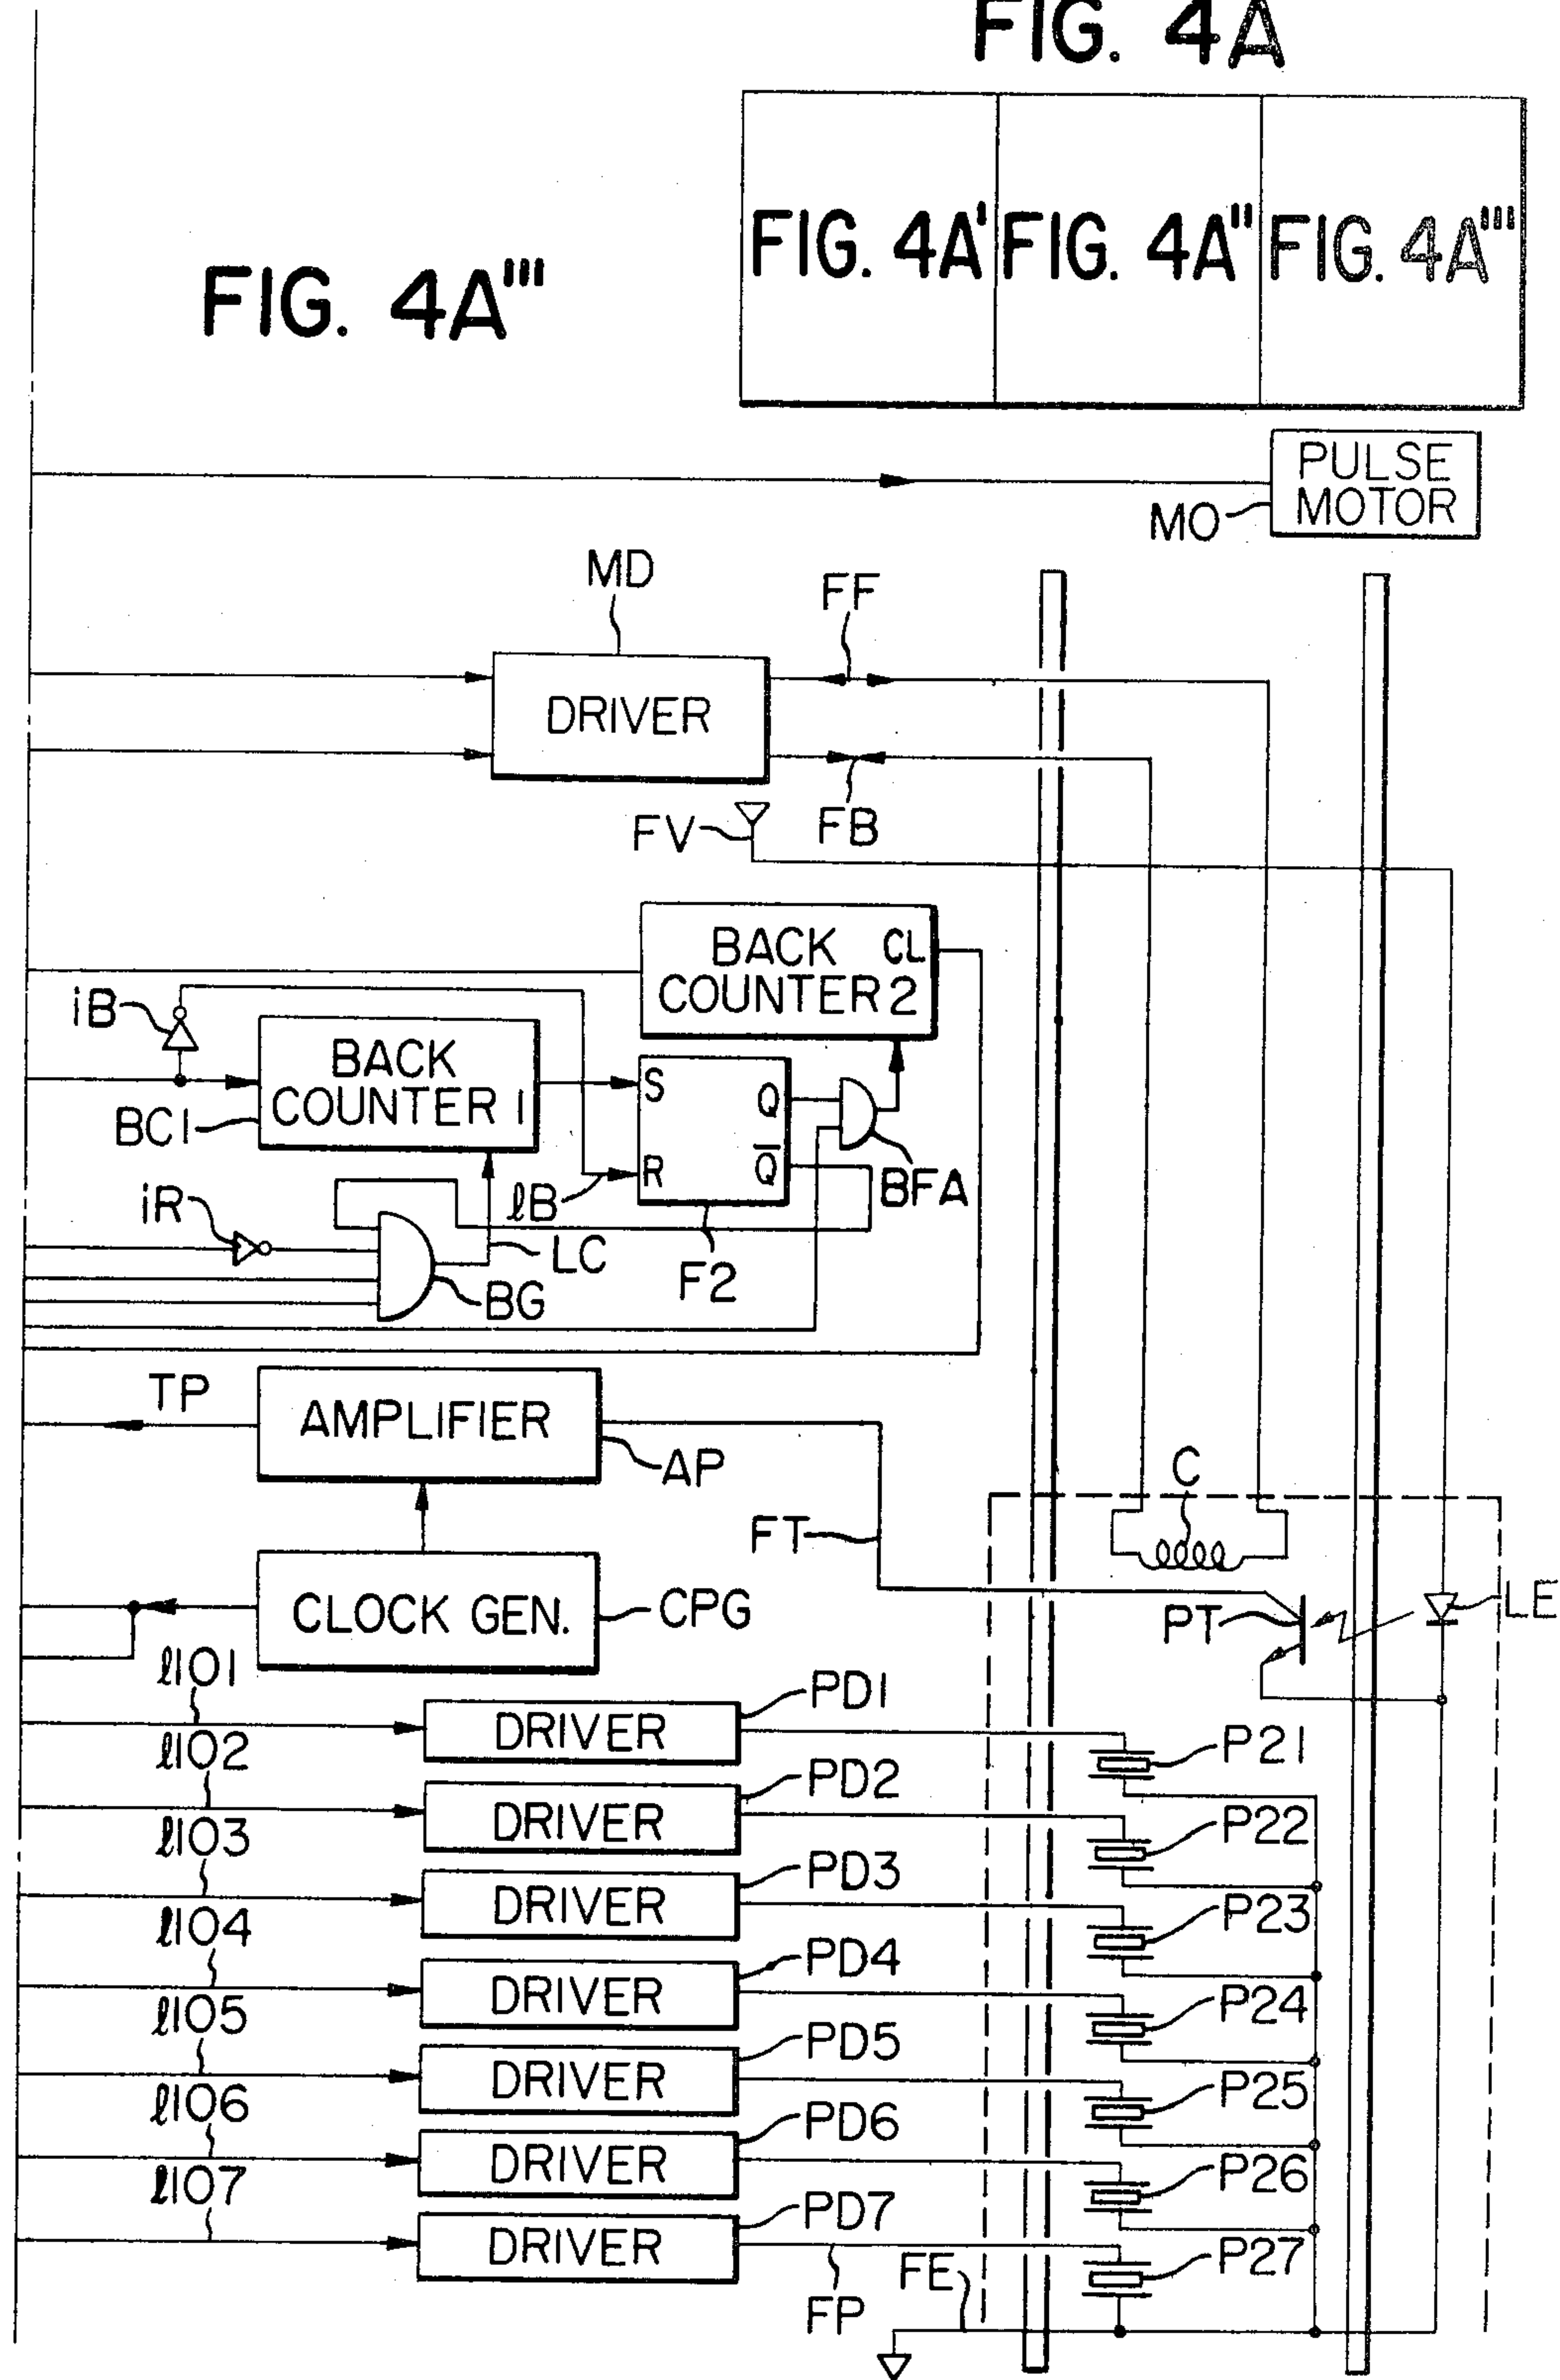 FIG. 4A
FIG. 4A' FIG. 4A" FIG. 4A'''
FIG. 4A'''
PULSE
MOTOR
MO
MD
FF
DRIVER
FB
FV
BACK CL
COUNTER 2
iB
BACK
COUNTER 1
BC1
S Q
R Q̅
BFA
ℓB
iR
LC
BG
F2
TP
AMPLIFIER
AP
C
FT
CLOCK GEN.
CPG
PT
LE
ℓ101
DRIVER
PD1
P21
ℓ102
DRIVER
PD2
P22
ℓ103
DRIVER
PD3
P23
ℓ104
DRIVER
PD4
P24
ℓ105
DRIVER
PD5
P25
ℓ106
DRIVER
PD6
P26
ℓ107
DRIVER
PD7
P27
FP
FE